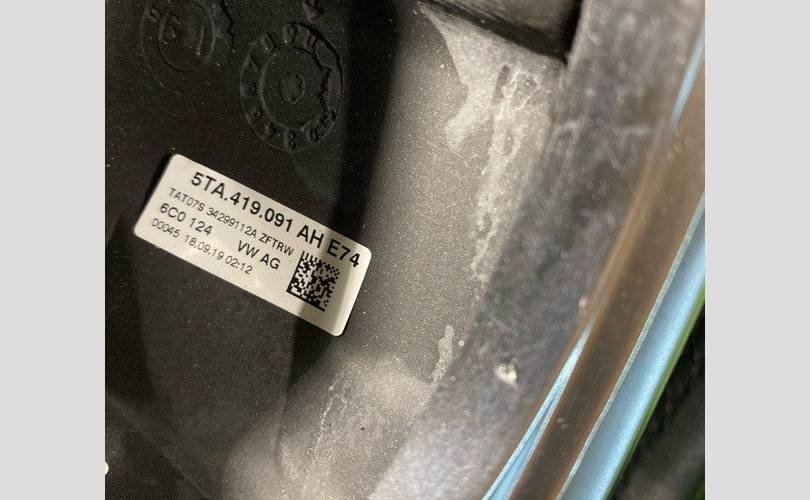 5TA.419.091 AH E74
TAT07S 34299112A ZFTRW
6C0 124 VW AG
00045 18.09.19 02:12